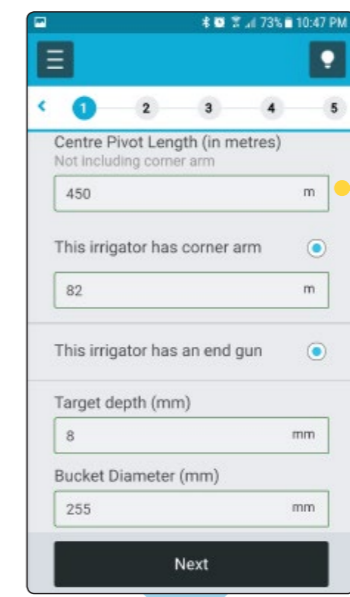 73% 10:47 PM
1 2 3 4 5
Centre Pivot Length (in metres)
Not including corner arm
450 m
This irrigator has corner arm
82 m
This irrigator has an end gun
Target depth (mm)
8 mm
Bucket Diameter (mm)
255 mm
Next